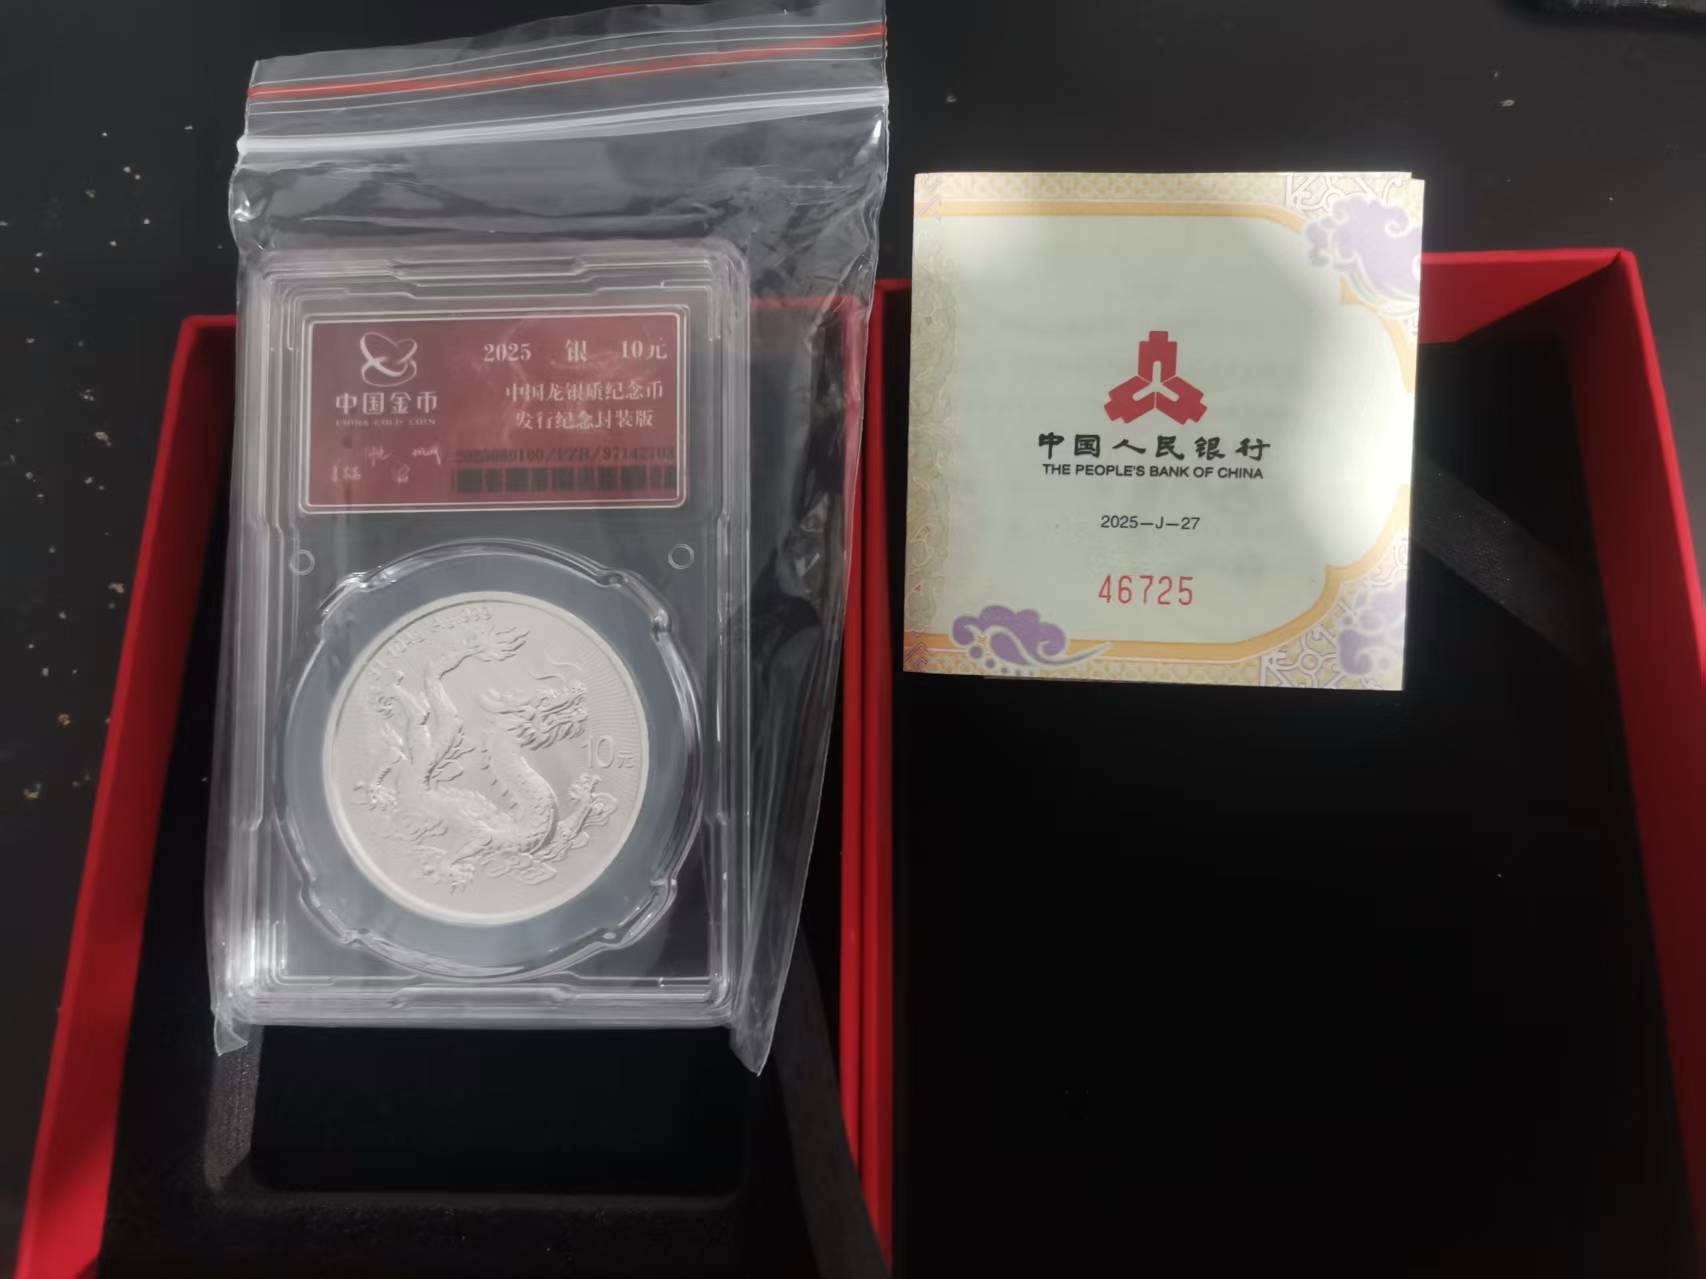 2025 银 10元
中国金币
CHINA GOLD COIN
中国龙银质纪念币
发行纪念封装版
10元
中国人民银行
THE PEOPLE'S BANK OF CHINA
2025—J—27
46725